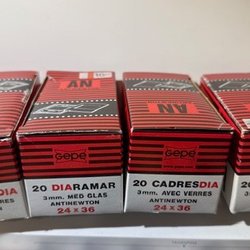 AN
AN
gepe
20 DIARAMAR
3mm. MED GLAS
ANTINEWTON
24 x 36
gepe
20 CADRESDIA
3mm. AVEC VERRES
ANTINEWTON
24 x 36